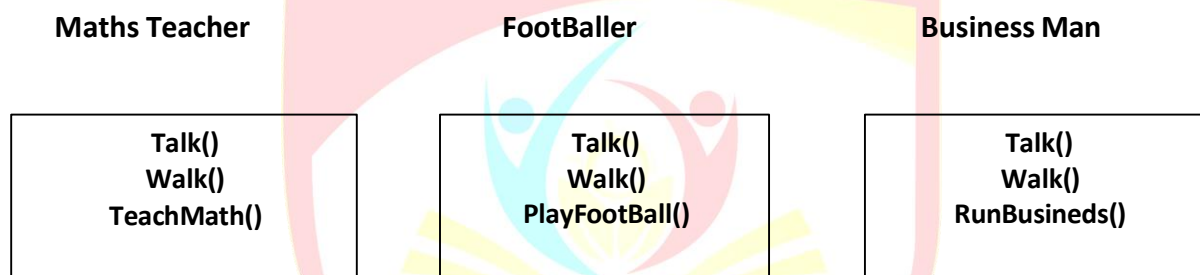 Maths Teacher FootBaller Business Man
Talk() Talk() Talk()
Walk() Walk() Walk()
TeachMath() PlayFootBall() RunBusineds()